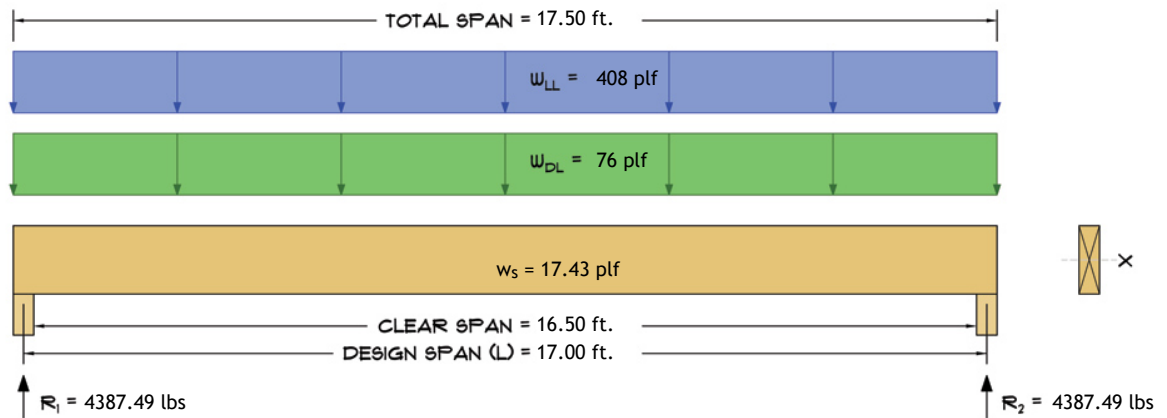 TOTAL SPAN = 17.50 ft.
WLL = 408 plf
WDL = 76 plf
ws = 17.43 plf
X
CLEAR SPAN = 16.50 ft.
DESIGN SPAN (L) = 17.00 ft.
R1 = 4387.49 lbs
R2 = 4387.49 lbs